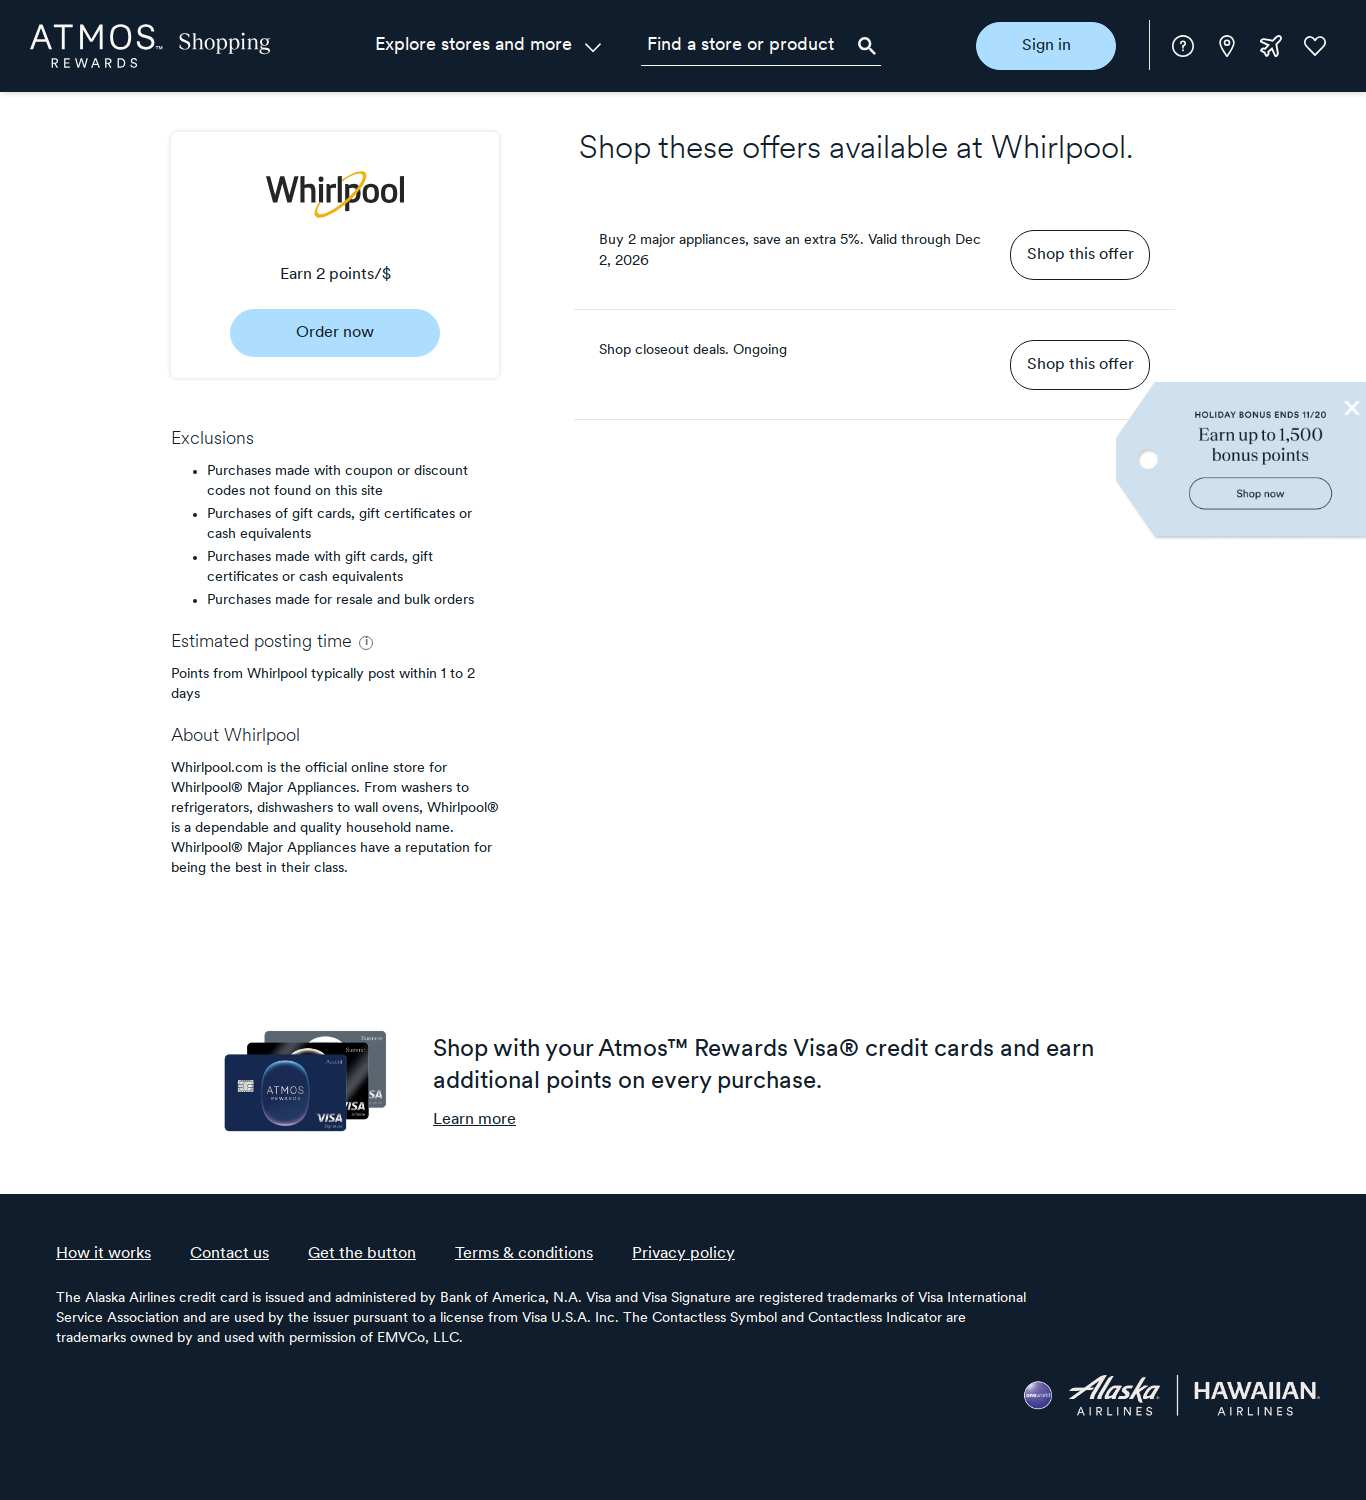 ATMOS™ Shopping
REWARDS
Explore stores and more
Find a store or product
Sign in
Whirlpool
Earn 2 points/$
Order now
Exclusions
• Purchases made with coupon or discount
codes not found on this site
• Purchases of gift cards, gift certificates or
cash equivalents
• Purchases made with gift cards, gift
certificates or cash equivalents
• Purchases made for resale and bulk orders
Estimated posting time
Points from Whirlpool typically post within 1 to 2
days
About Whirlpool
Whirlpool.com is the official online store for
Whirlpool® Major Appliances. From washers to
refrigerators, dishwashers to wall ovens, Whirlpool®
is a dependable and quality household name.
Whirlpool® Major Appliances have a reputation for
being the best in their class.
Shop these offers available at Whirlpool.
Buy 2 major appliances, save an extra 5%. Valid through Dec
2, 2026
Shop this offer
Shop closeout deals. Ongoing
Shop this offer
HOLIDAY BONUS ENDS 11/20
Earn up to 1,500
bonus points
Shop now
Business
Summit
Ascent
ATMOS
REWARDS
VISA
Signature
VISA
Infinite
VISA
Shop with your Atmos™ Rewards Visa® credit cards and earn
additional points on every purchase.
Learn more
How it works
Contact us
Get the button
Terms & conditions
Privacy policy
The Alaska Airlines credit card is issued and administered by Bank of America, N.A. Visa and Visa Signature are registered trademarks of Visa International
Service Association and are used by the issuer pursuant to a license from Visa U.S.A. Inc. The Contactless Symbol and Contactless Indicator are
trademarks owned by and used with permission of EMVCo, LLC.
oneworld
Alaska
AIRLINES
HAWAIIAN
AIRLINES